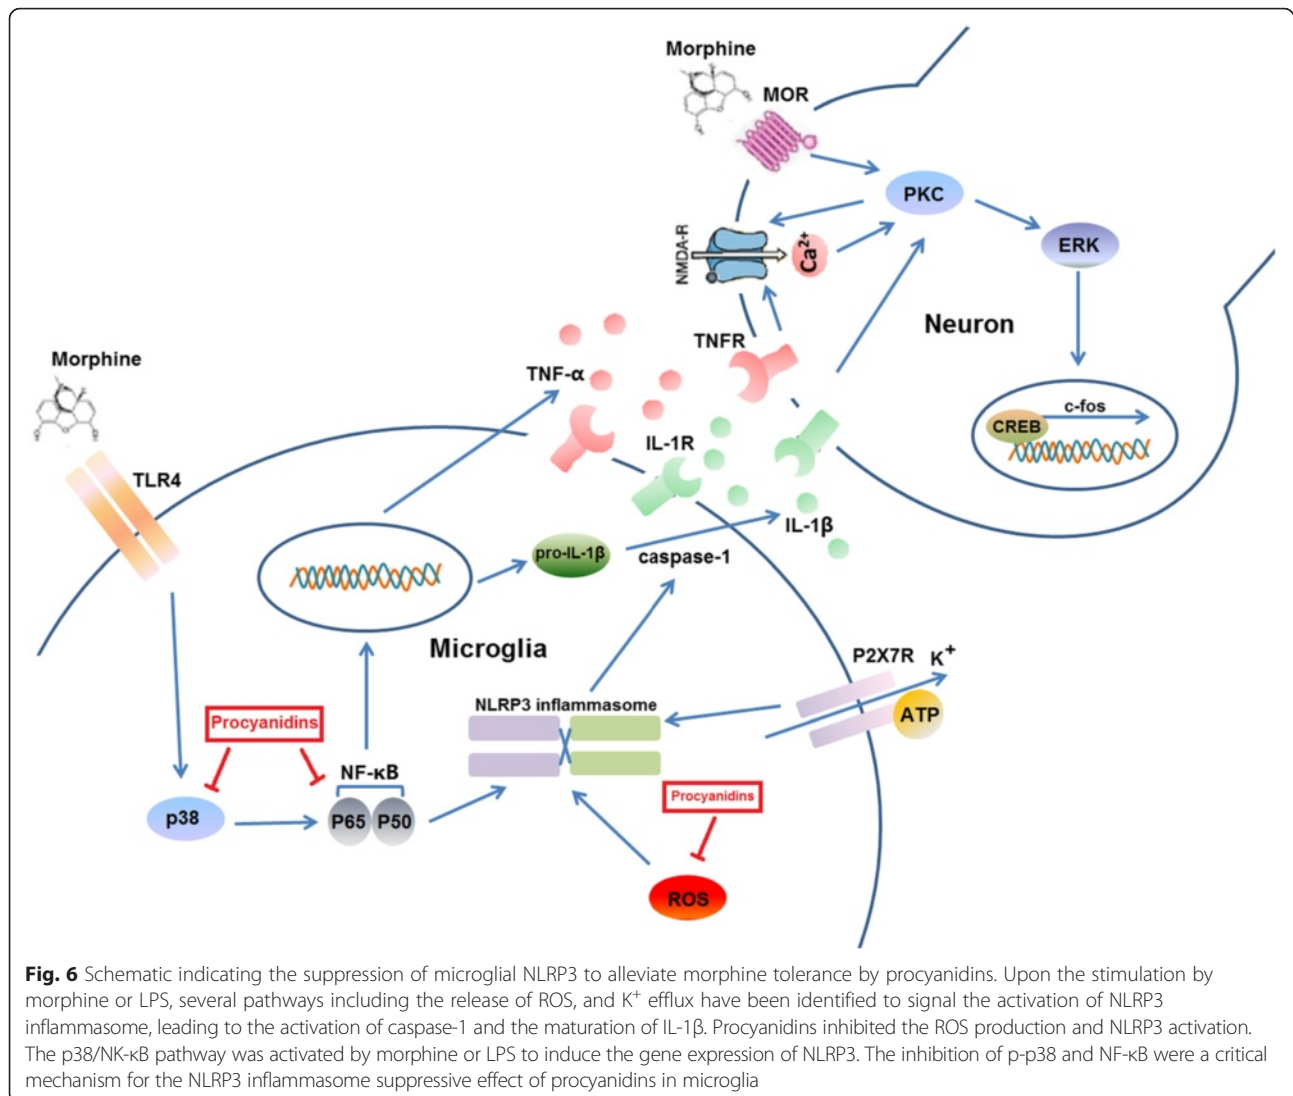 Morphine
MOR
PKC
NMDA-R
Ca2+
ERK
Neuron
TNFR
Morphine
TNF-α
c-fos
CREB
IL-1R
TLR4
IL-1β
pro-IL-1β
caspase-1
Microglia
P2X7R K+
NLRP3 inflammasome
ATP
Procyanidins
NF-κB
Procyanidins
p38
P65 P50
ROS
Fig. 6 Schematic indicating the suppression of microglial NLRP3 to alleviate morphine tolerance by procyanidins. Upon the stimulation by
morphine or LPS, several pathways including the release of ROS, and K+ efflux have been identified to signal the activation of NLRP3
inflammasome, leading to the activation of caspase-1 and the maturation of IL-1β. Procyanidins inhibited the ROS production and NLRP3 activation.
The p38/NK-κB pathway was activated by morphine or LPS to induce the gene expression of NLRP3. The inhibition of p-p38 and NF-κB were a critical
mechanism for the NLRP3 inflammasome suppressive effect of procyanidins in microglia